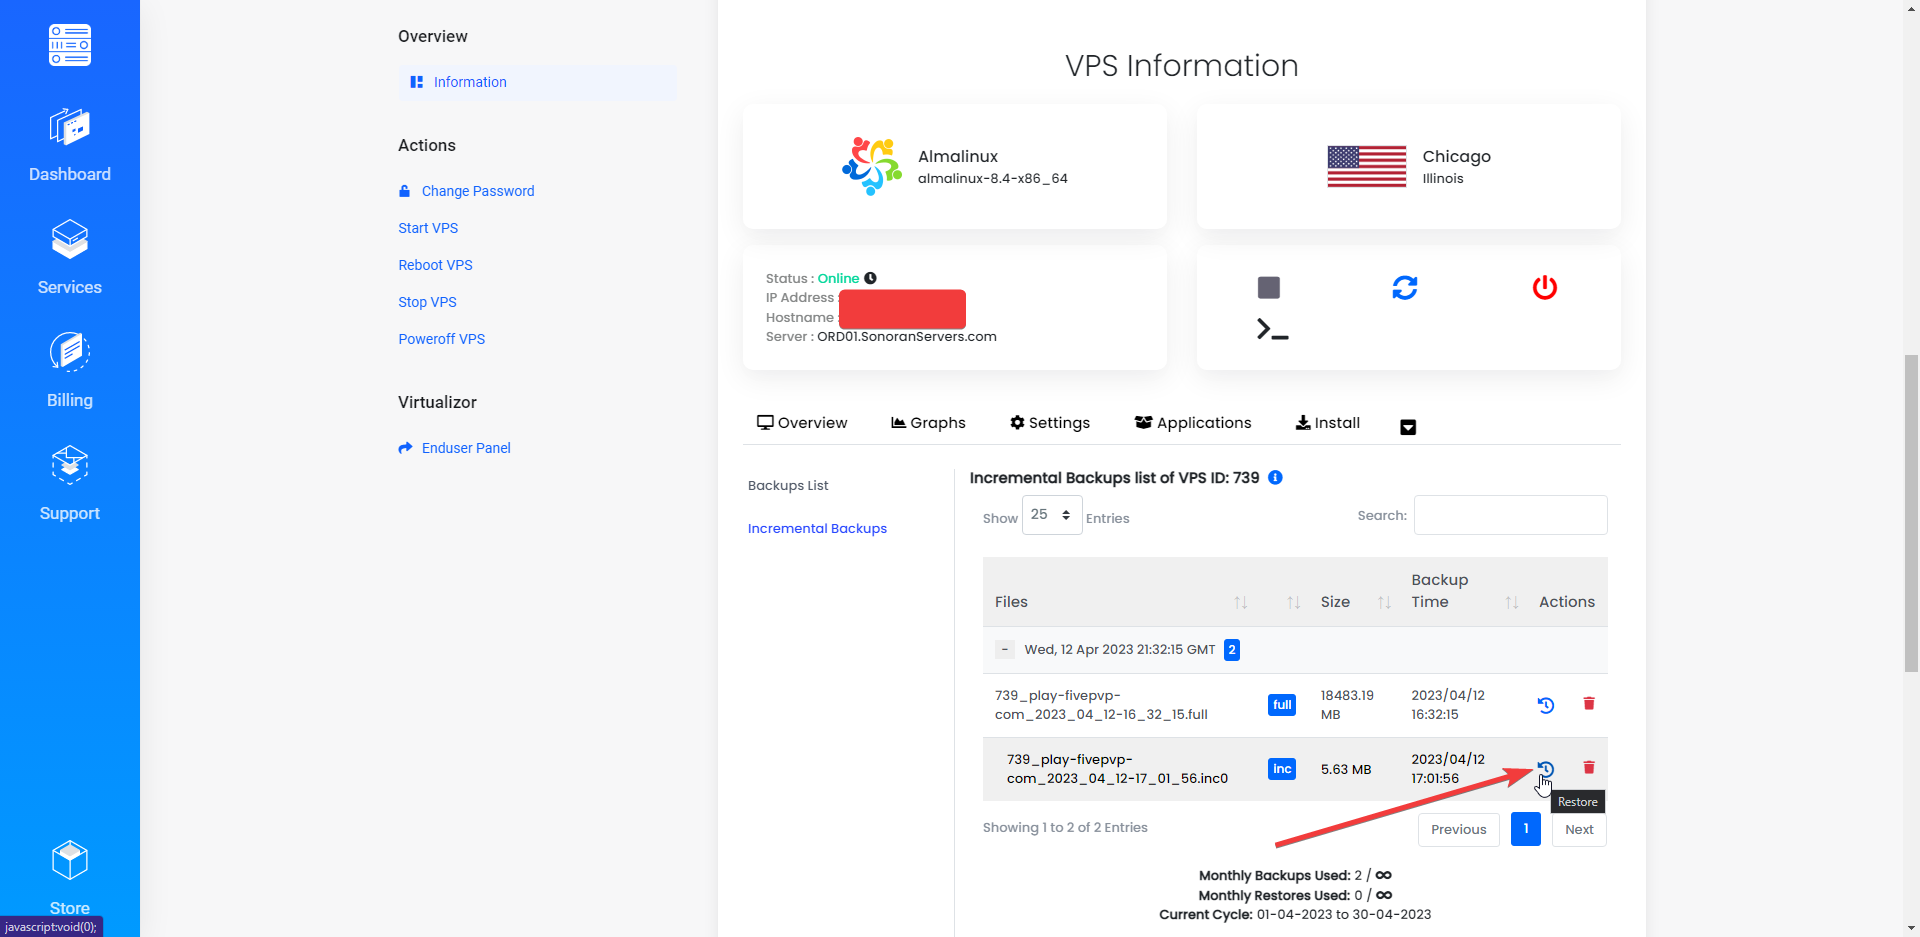 Dashboard
Services
Billing
Support
Store
javascript:void(0);
Overview
Information
Actions
Change Password
Start VPS
Reboot VPS
Stop VPS
Poweroff VPS
Virtualizor
Enduser Panel
VPS Information
Almalinux
almalinux-8.4-x86_64
Chicago
Illinois
Status : Online
IP Address :
Hostname :
Server : ORD01.SonoranServers.com
Overview Graphs Settings Applications Install
Backups List
Incremental Backups
Incremental Backups list of VPS ID: 739
Show 25 Entries
Search:
Backup
Files Size Time Actions
- Wed, 12 Apr 2023 21:32:15 GMT 2
739_play-fivepvp- 18483.19 2023/04/12
com_2023_04_12-16_32_15.full full MB 16:32:15
739_play-fivepvp- 2023/04/12
com_2023_04_12-17_01_56.inc0 inc 5.63 MB 17:01:56
Restore
Showing 1 to 2 of 2 Entries
Previous 1 Next
Monthly Backups Used: 2 / ∞
Monthly Restores Used: 0 / ∞
Current Cycle: 01-04-2023 to 30-04-2023